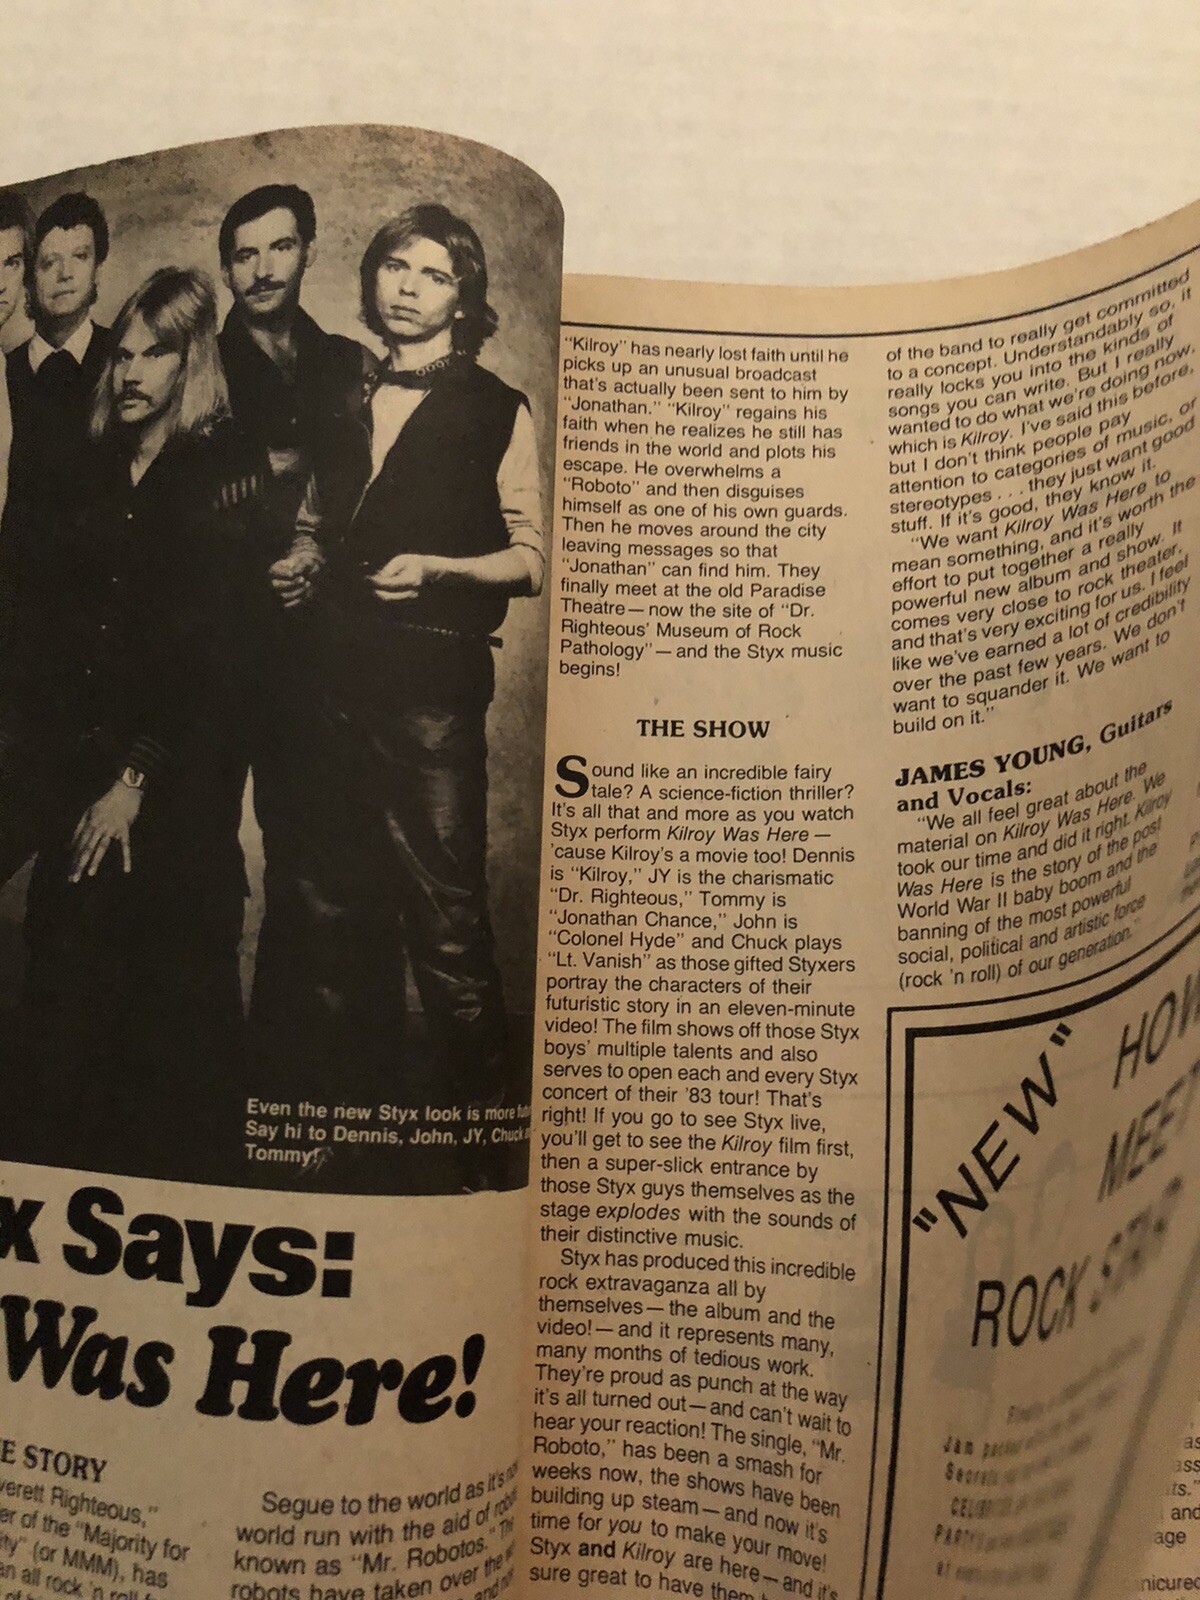 Even the new Styx look is more
Say hi to Dennis, John, JY, Chuck
Tommy!
x Says:
Was Here!
E STORY
verett Righteous,"
er of the "Majority for
ity" (or MMM), has
an all rock 'n roll
Segue to the world as it's
world run with the aid of
known as "Mr. Robotos."
robots have taken over the
"Kilroy" has nearly lost faith until he
picks up an unusual broadcast
that's actually been sent to him by
"Jonathan." "Kilroy" regains his
faith when he realizes he still has
friends in the world and plots his
escape. He overwhelms a
"Roboto" and then disguises
himself as one of his own guards.
Then he moves around the city
leaving messages so that
"Jonathan" can find him. They
finally meet at the old Paradise
Theatre—now the site of "Dr.
Righteous' Museum of Rock
Pathology"—and the Styx music
begins!
THE SHOW
Sound like an incredible fairy
tale? A science-fiction thriller?
It's all that and more as you watch
Styx perform Kilroy Was Here—
'cause Kilroy's a movie too! Dennis
is "Kilroy," JY is the charismatic
"Dr. Righteous," Tommy is
"Jonathan Chance," John is
"Colonel Hyde" and Chuck plays
"Lt. Vanish" as those gifted Styxers
portray the characters of their
futuristic story in an eleven-minute
video! The film shows off those Styx
boys' multiple talents and also
serves to open each and every Styx
concert of their '83 tour! That's
right! If you go to see Styx live,
you'll get to see the Kilroy film first,
then a super-slick entrance by
those Styx guys themselves as the
stage explodes with the sounds of
their distinctive music.
Styx has produced this incredible
rock extravaganza all by
themselves—the album and the
video!—and it represents many,
many months of tedious work.
They're proud as punch at the way
it's all turned out—and can't wait to
hear your reaction! The single, "Mr.
Roboto," has been a smash for
weeks now, the shows have been
building up steam—and now it's
time for you to make your move!
Styx and Kilroy are here—and it's
sure great to have them
of the band to really get committed
to a concept. Understandably so, it
really locks you into the kinds of
songs you can write. But I really
wanted to do what we're doing now,
which is Kilroy. I've said this before,
but I don't think people pay
attention to categories of music, or
stereotypes . . . they just want good
stuff. If it's good, they know it.
"We want Kilroy Was Here to
mean something, and it's worth the
effort to put together a really
powerful new album and show. It
comes very close to rock theater,
and that's very exciting for us. I feel
like we've earned a lot of credibility
over the past few years. We don't
want to squander it. We want to
build on it."
JAMES YOUNG, Guitars
and Vocals:
"We all feel great about the
material on Kilroy Was Here. We
took our time and did it right. Kilroy
Was Here is the story of the post
World War II baby boom and the
banning of the most powerful
social, political and artistic force
(rock 'n roll) of our generation."
"NEW"
HOW
MEET
ROCK
Jam
Secrets
and
age